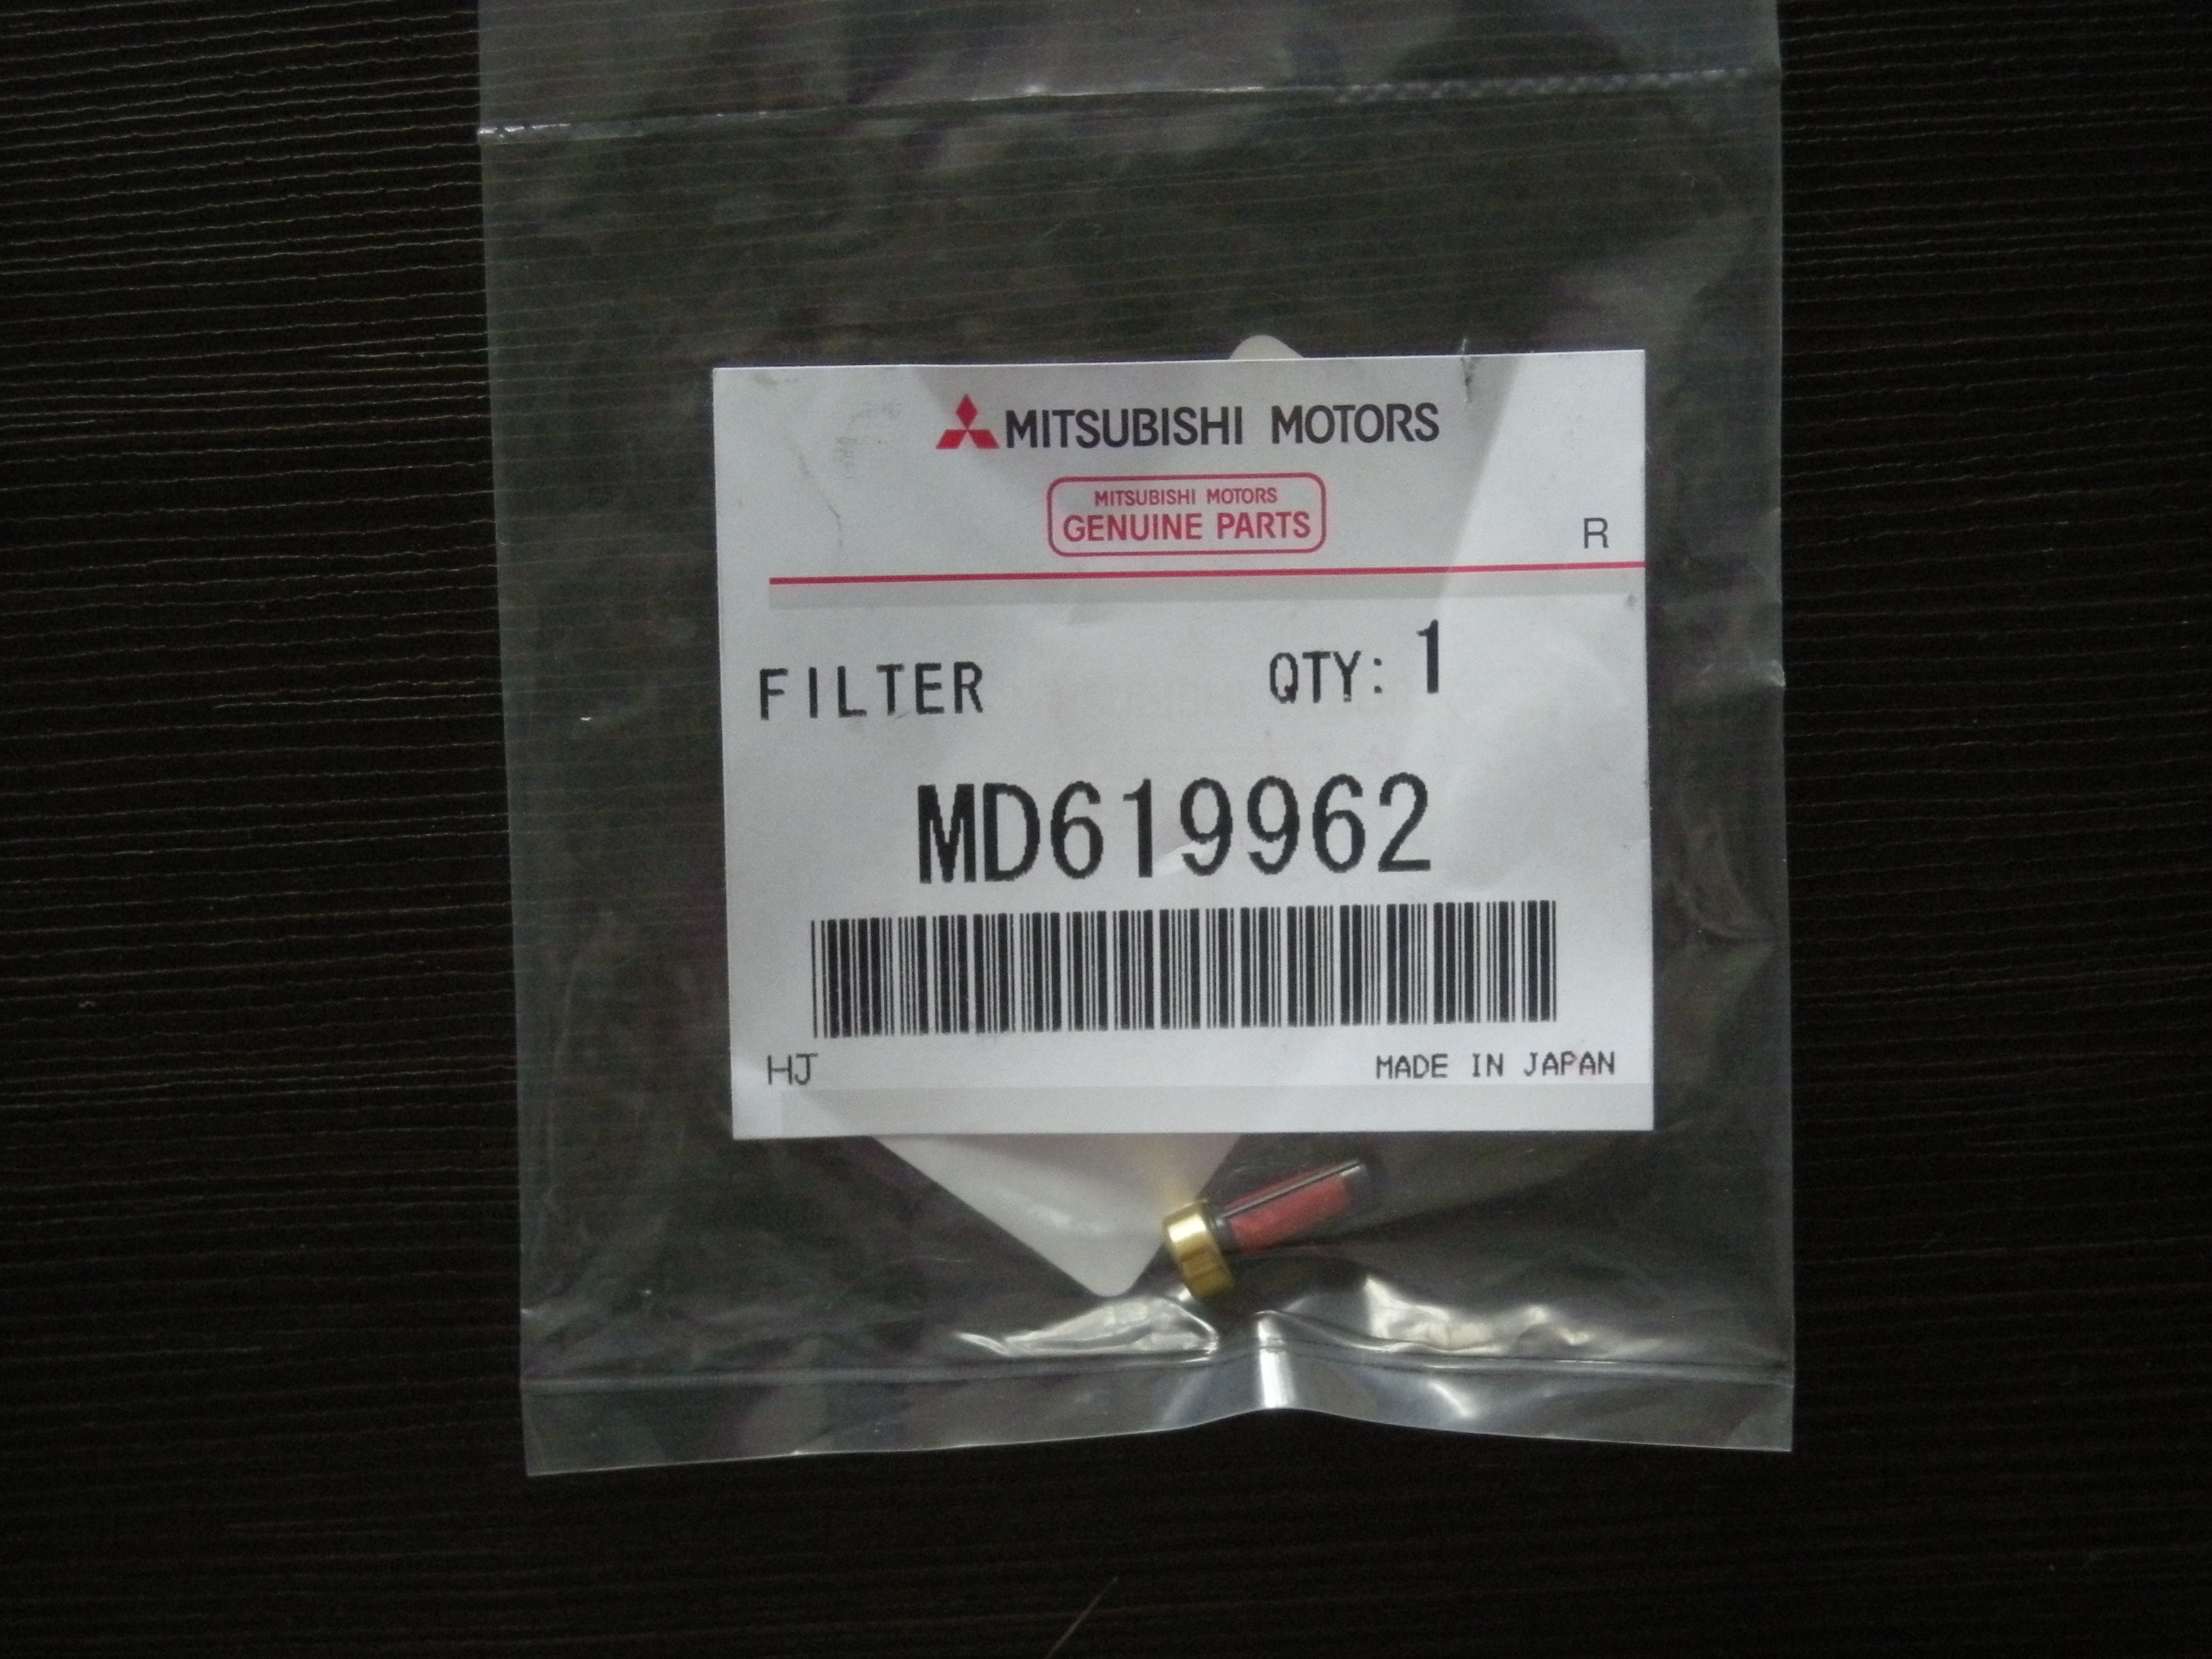 MITSUBISHI MOTORS
MITSUBISHI MOTORS
GENUINE PARTS
R
FILTER QTY: 1
MD619962
HJ MADE IN JAPAN